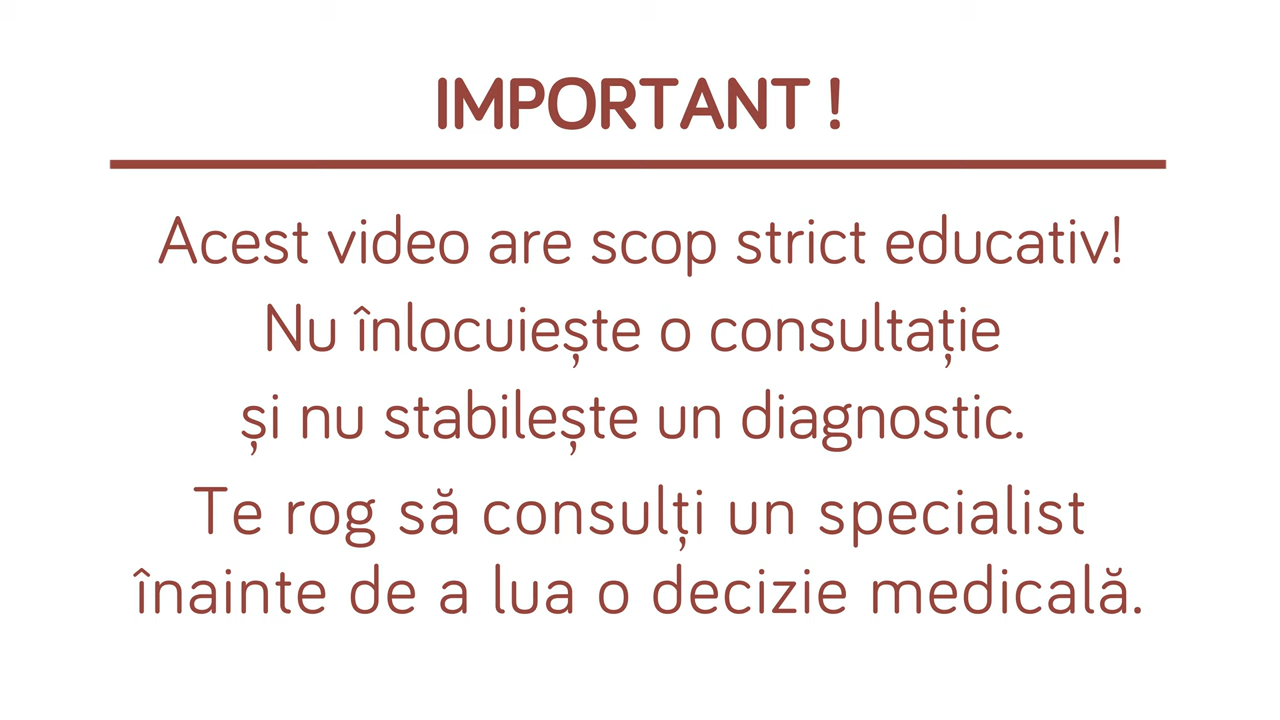 IMPORTANT !
Acest video are scop strict educativ!
Nu înlocuiește o consultație
și nu stabilește un diagnostic.
Te rog să consulți un specialist
înainte de a lua o decizie medicală.